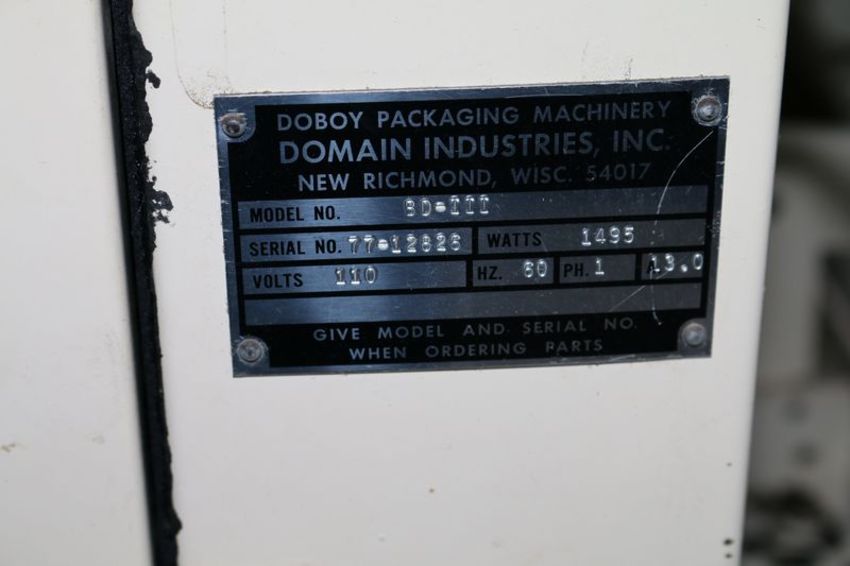 DOBOY PACKAGING MACHINERY
DOMAIN INDUSTRIES, INC.
NEW RICHMOND, WISC. 54017
MODEL NO. SD-III
SERIAL NO. 77-12826 WATTS 1495
VOLTS 110 HZ. 60 PH. 1 A 13.0
GIVE MODEL AND SERIAL NO.
WHEN ORDERING PARTS